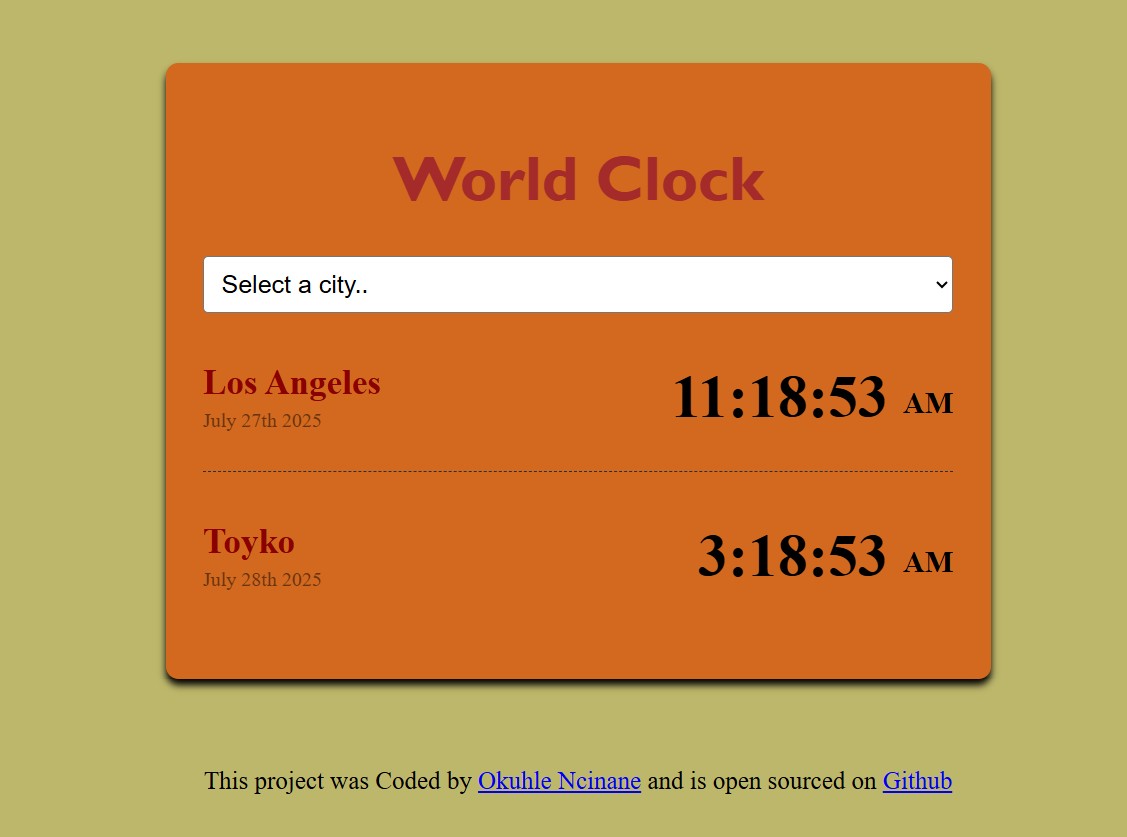 World Clock
Select a city..
Los Angeles
July 27th 2025
11:18:53 AM
Toyko
July 28th 2025
3:18:53 AM
This project was Coded by Okuhle Ncinane and is open sourced on Github